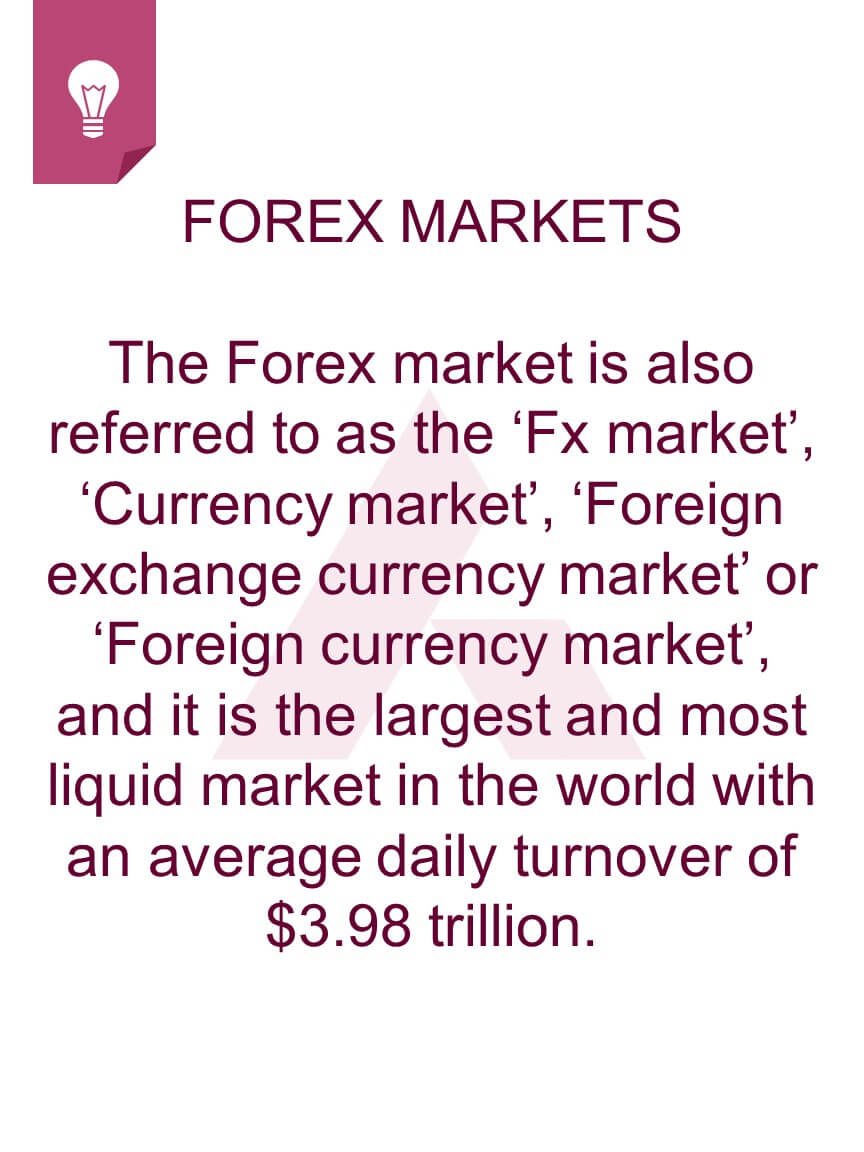 FOREX MARKETS
The Forex market is also
referred to as the ‘Fx market’,
‘Currency market’, ‘Foreign
exchange currency market’ or
‘Foreign currency market’,
and it is the largest and most
liquid market in the world with
an average daily turnover of
$3.98 trillion.